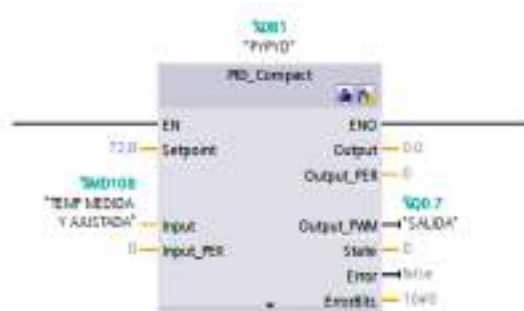 %DB1
PID_Compact
EN
ENO
72.0
Setpoint
Output
0.0
Output_PER
0
%MD108
"TEMP MEDIDA
Y AJUSTADA"
Input
0
Input_PER
%Q0.7
Output_PWM
"SALIDA"
State
0
Error
false
ErrorBits
16#0